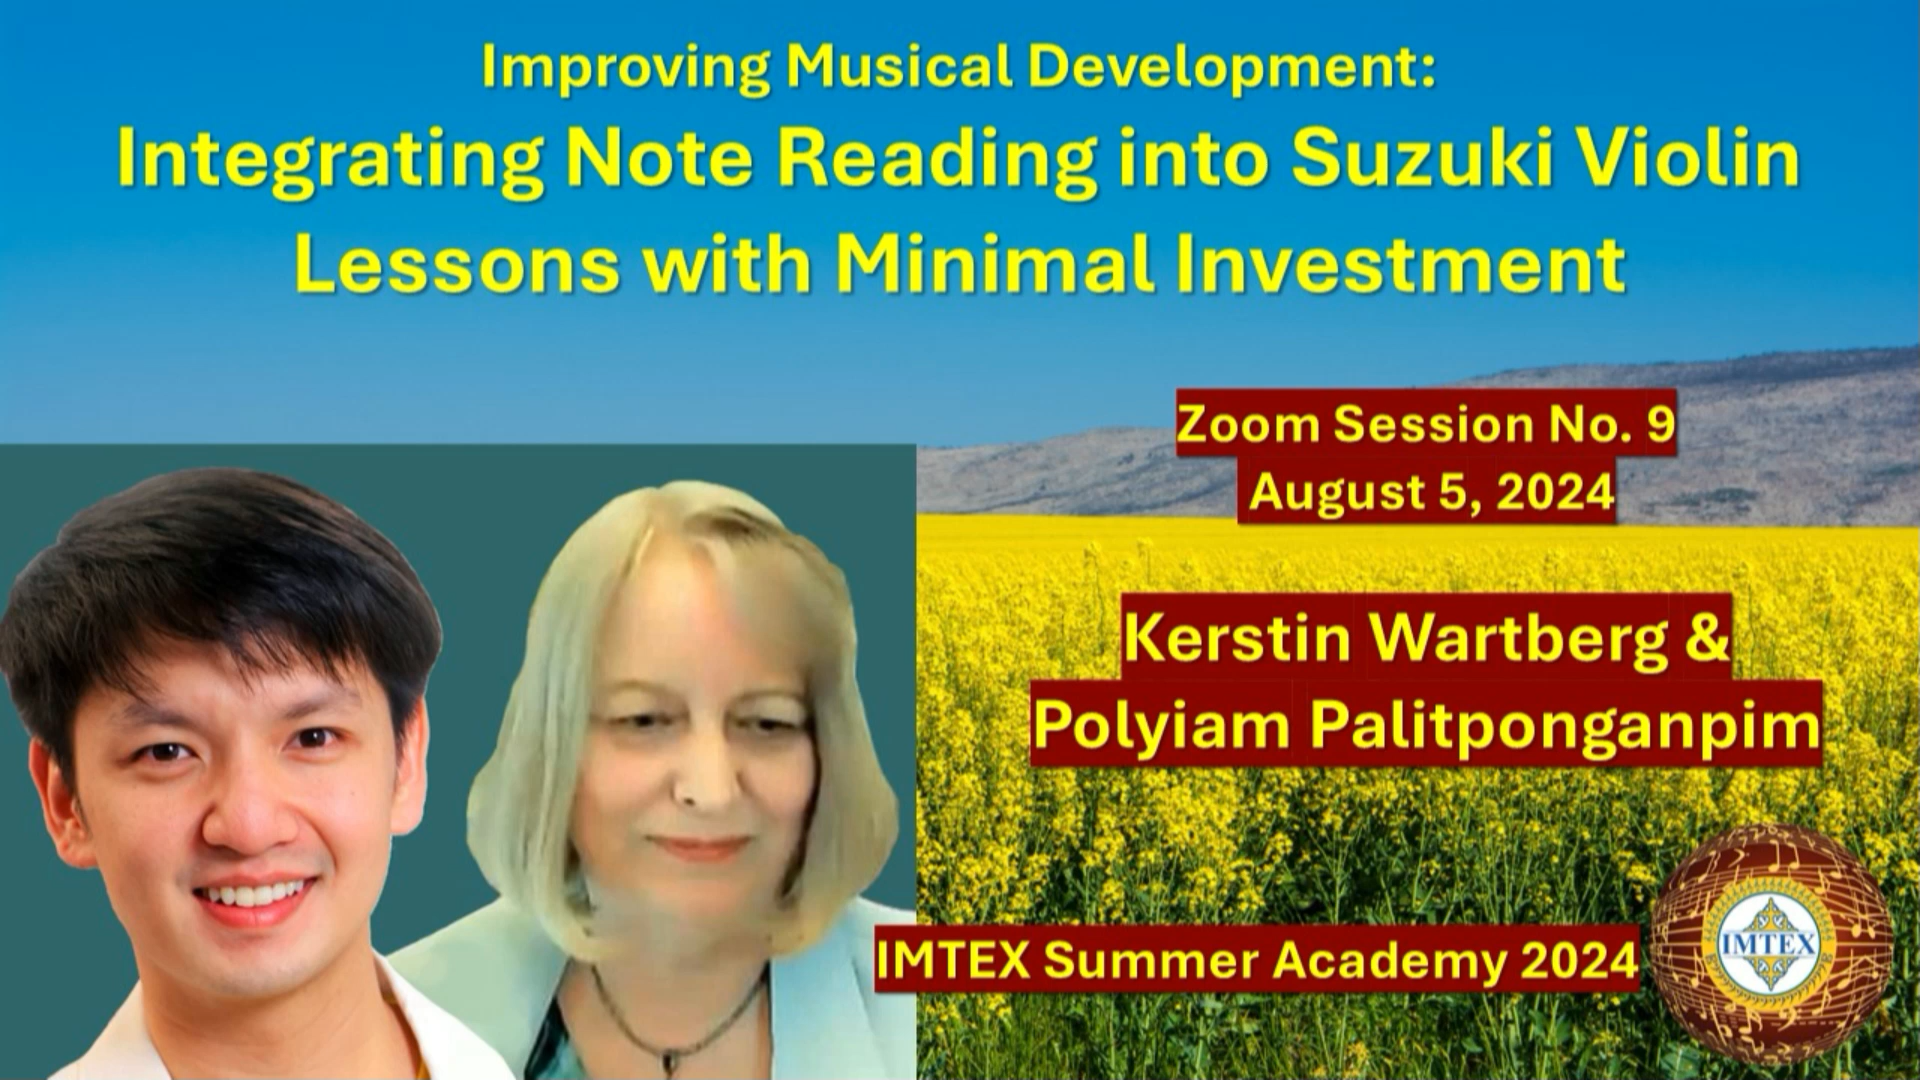 Improving Musical Development:
Integrating Note Reading into Suzuki Violin
Lessons with Minimal Investment
Zoom Session No. 9
August 5, 2024
Kerstin Wartberg &
Polyiam Palitponganpim
IMTEX Summer Academy 2024
IMTEX